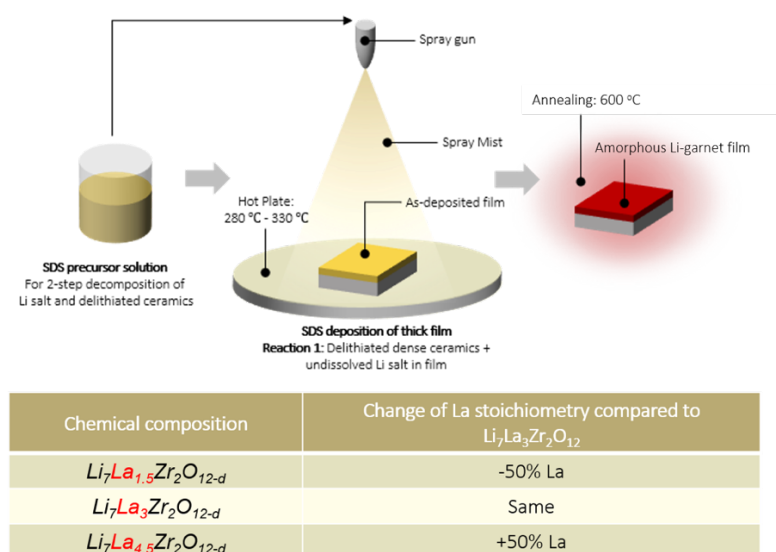 Spray gun
Annealing: 600 °C
Spray Mist
Amorphous Li-garnet film
Hot Plate:
280 °C - 330 °C
As-deposited film
SDS precursor solution
For 2-step decomposition of
Li salt and delithiated ceramics
SDS deposition of thick film
Reaction 1: Delithiated dense ceramics +
undissolved Li salt in film
Chemical composition
Change of La stoichiometry compared to
Li₇La₃Zr₂O₁₂
Li₇La₁.₅Zr₂O₁₂₋d
-50% La
Li₇La₃Zr₂O₁₂₋d
Same
Li₇La₄.₅Zr₂O₁₂₋d
+50% La